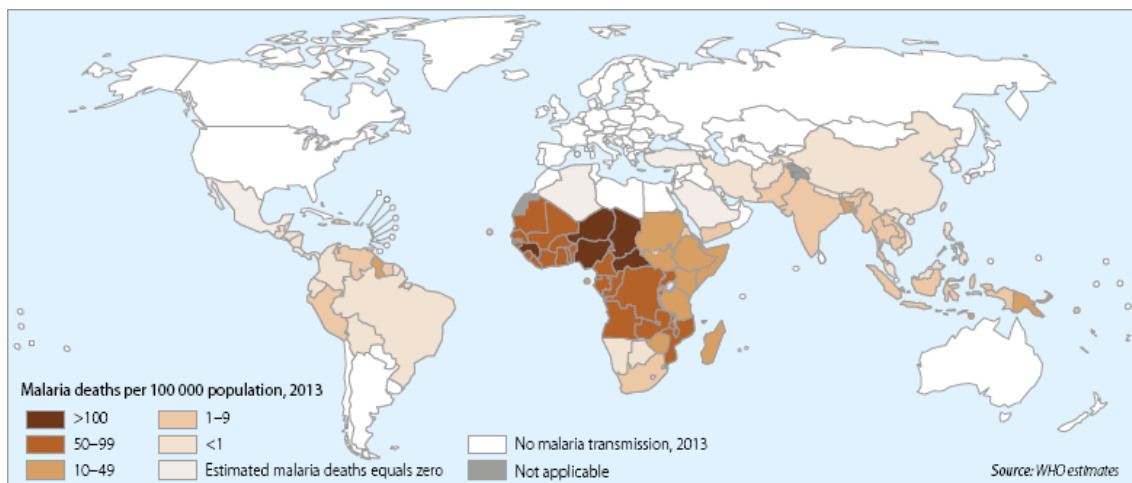 Malaria deaths per 100 000 population, 2013
>100
50–99
10–49
1–9
<1
Estimated malaria deaths equals zero
No malaria transmission, 2013
Not applicable
Source: WHO estimates